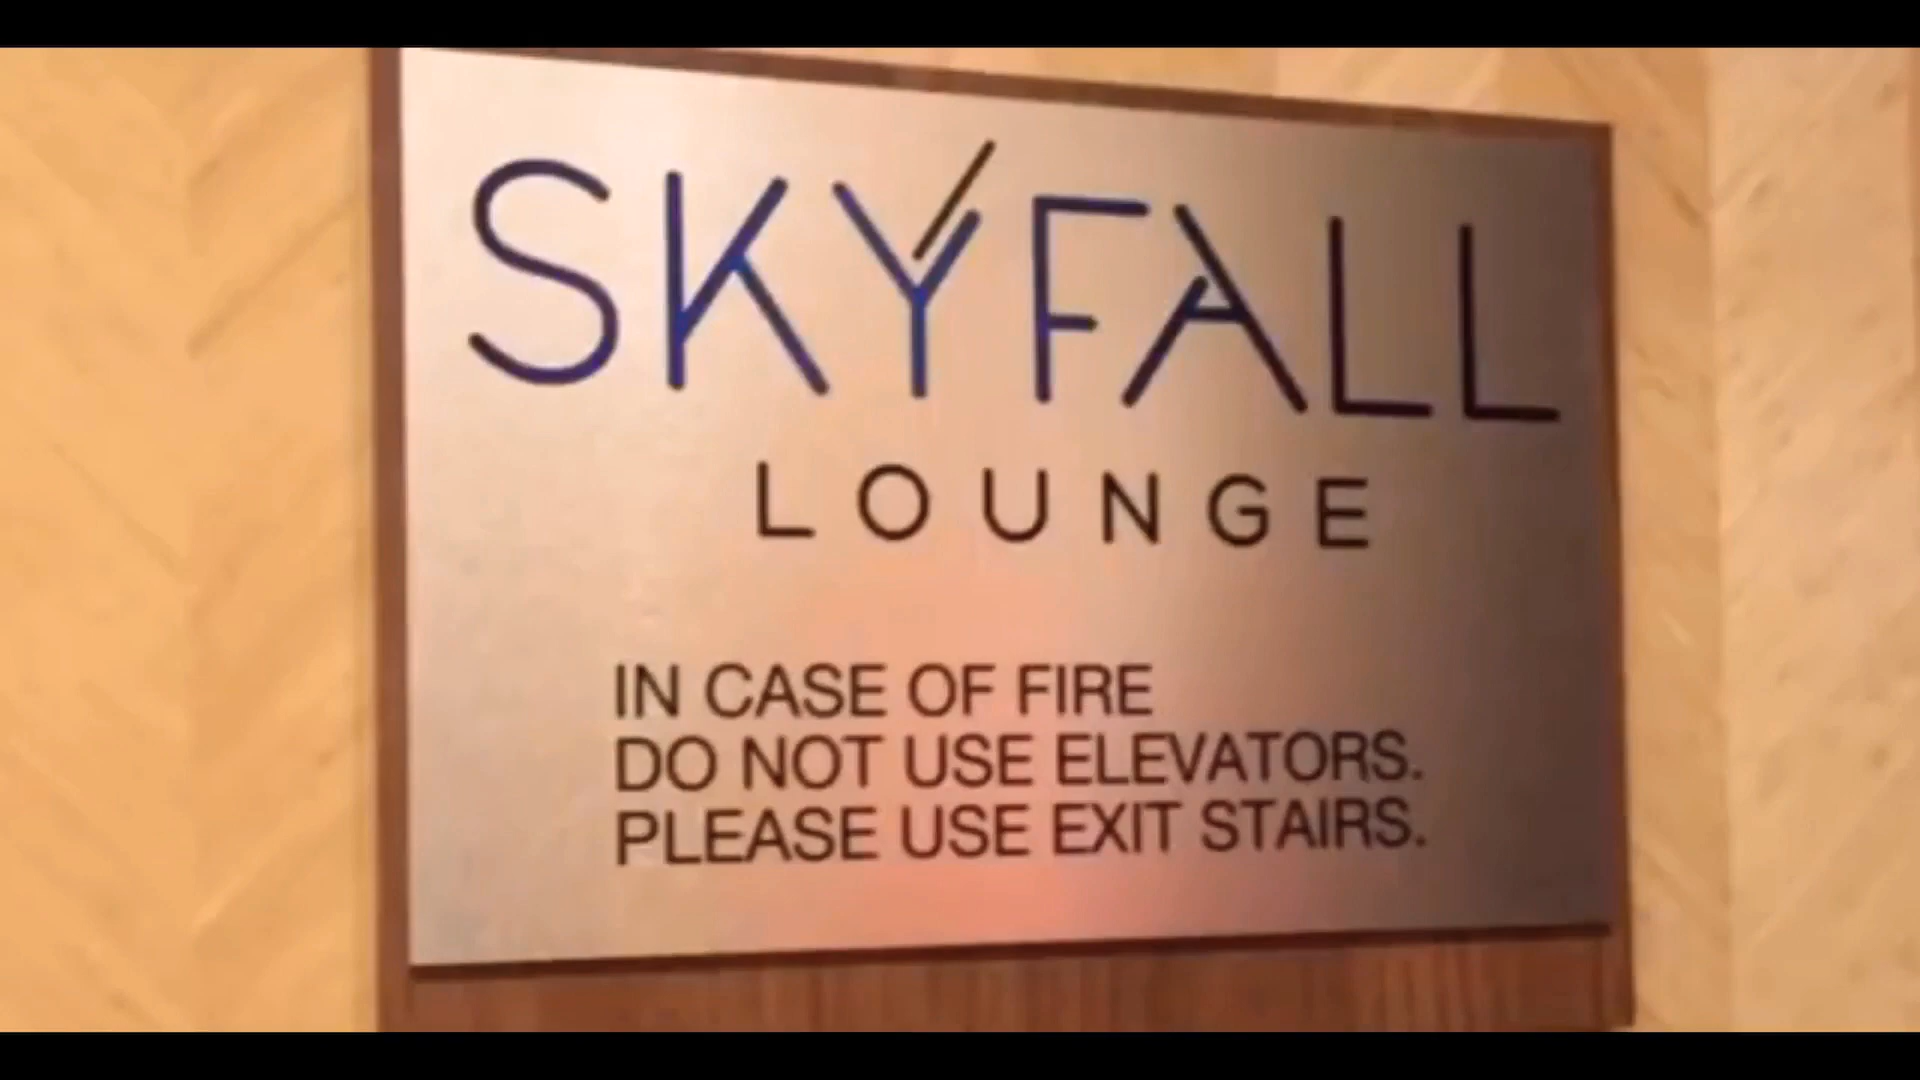 SKYFALL
LOUNGE
IN CASE OF FIRE
DO NOT USE ELEVATORS.
PLEASE USE EXIT STAIRS.